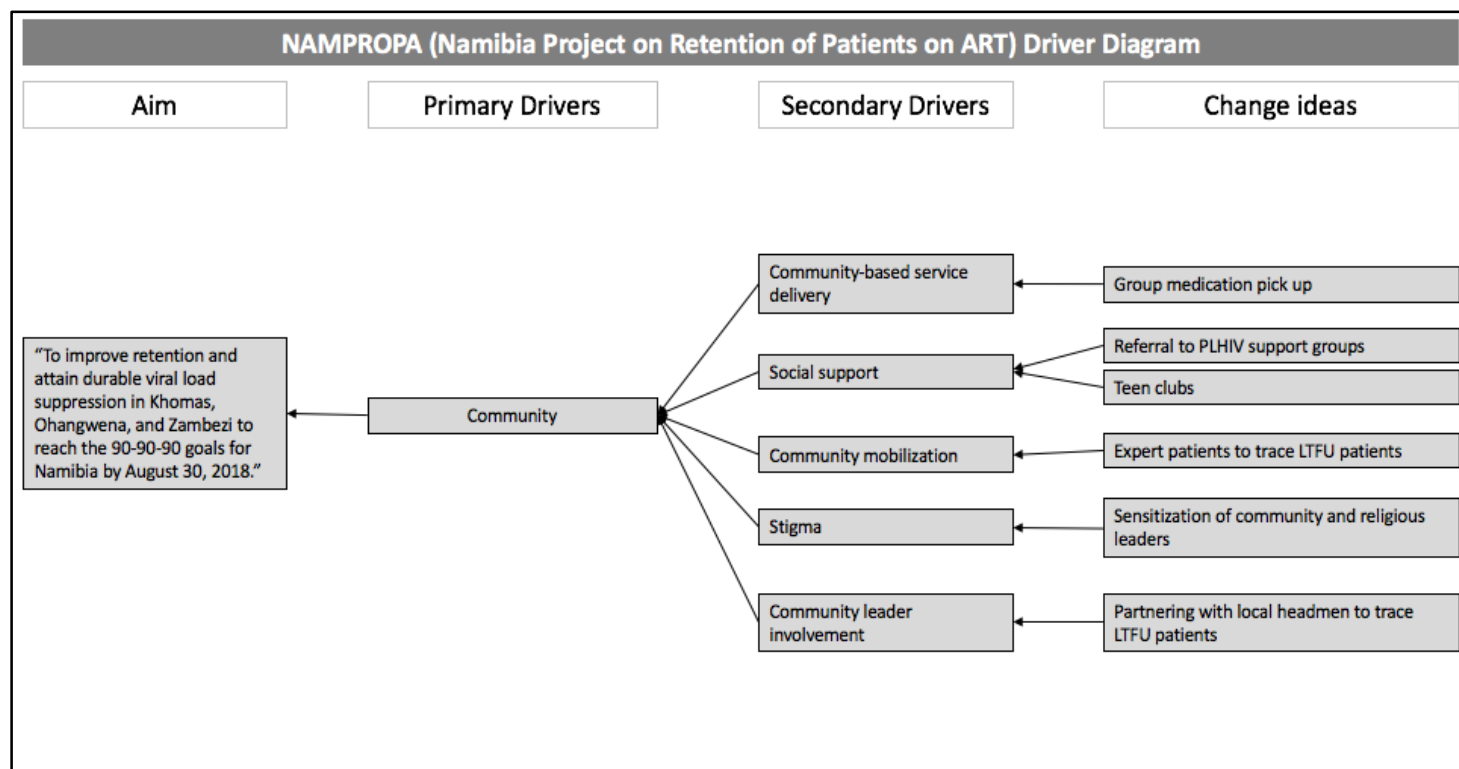 NAMPROPA (Namibia Project on Retention of Patients on ART) Driver Diagram
Aim
Primary Drivers
Secondary Drivers
Change ideas
“To improve retention and
attain durable viral load
suppression in Khomas,
Ohangwena, and Zambezi to
reach the 90-90-90 goals for
Namibia by August 30, 2018.”
Community
Community-based service
delivery
Social support
Community mobilization
Stigma
Community leader
involvement
Group medication pick up
Referral to PLHIV support groups
Teen clubs
Expert patients to trace LTFU patients
Sensitization of community and religious
leaders
Partnering with local headmen to trace
LTFU patients